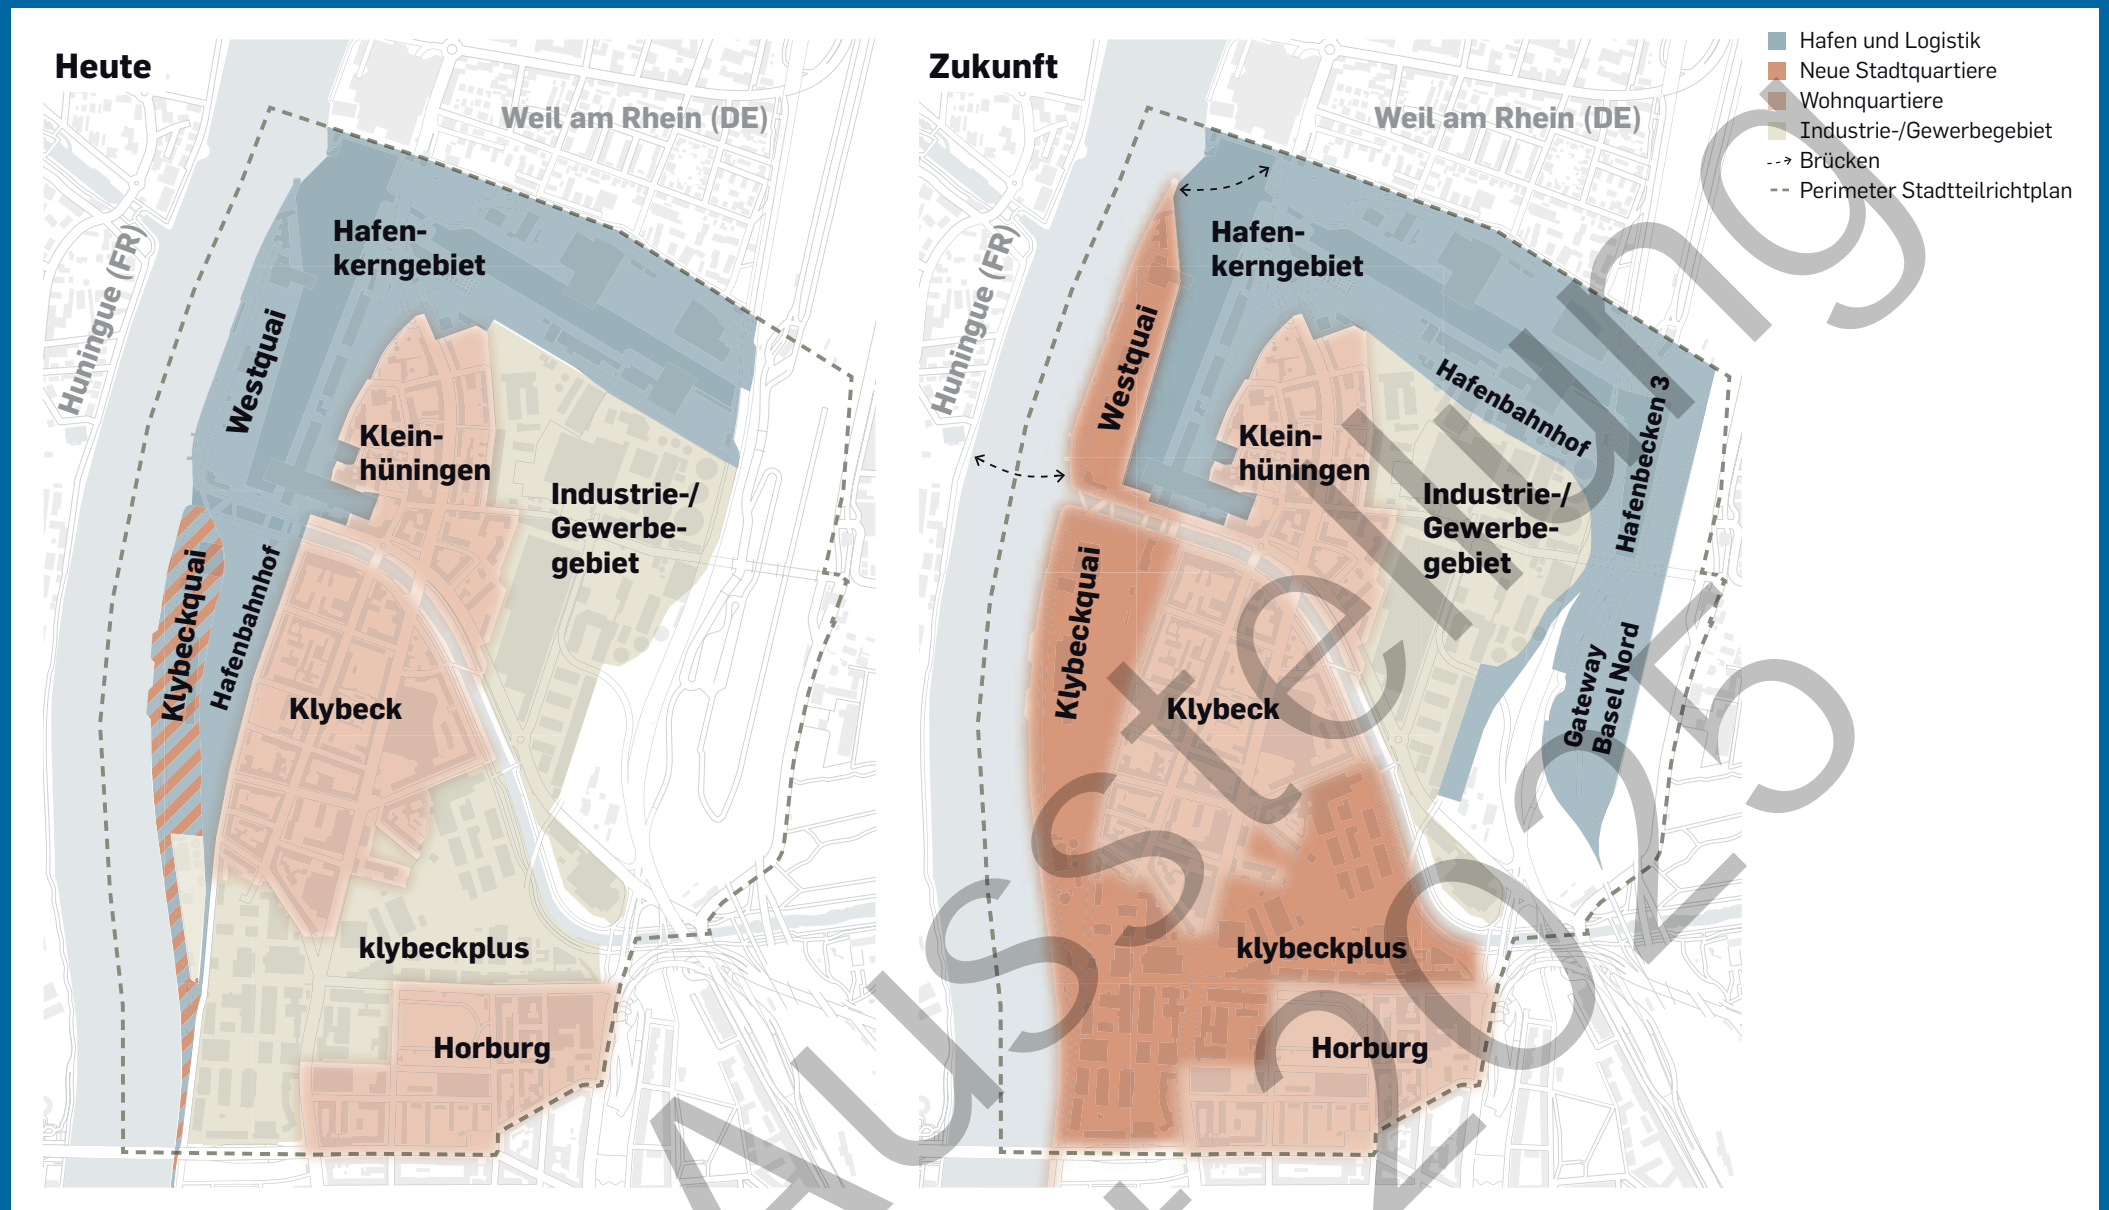 Heute
Weil am Rhein (DE)
Huningue (FR)
Hafen-
kerngebiet
Westquai
Klein-
hüningen
Industrie-/
Gewerbe-
gebiet
Klybeckquai
Hafenbahnhof
Klybeck
klybeckplus
Horburg
Zukunft
Weil am Rhein (DE)
Huningue (FR)
Hafen-
kerngebiet
Westquai
Hafenbahnhof
Hafenbecken 3
Klein-
hüningen
Industrie-/
Gewerbe-
gebiet
Klybeckquai
Gateway
Basel Nord
Klybeck
klybeckplus
Horburg
Hafen und Logistik
Neue Stadtquartiere
Wohnquartiere
Industrie-/Gewerbegebiet
Brücken
Perimeter Stadtteilrichtplan
Ausstellung
2025